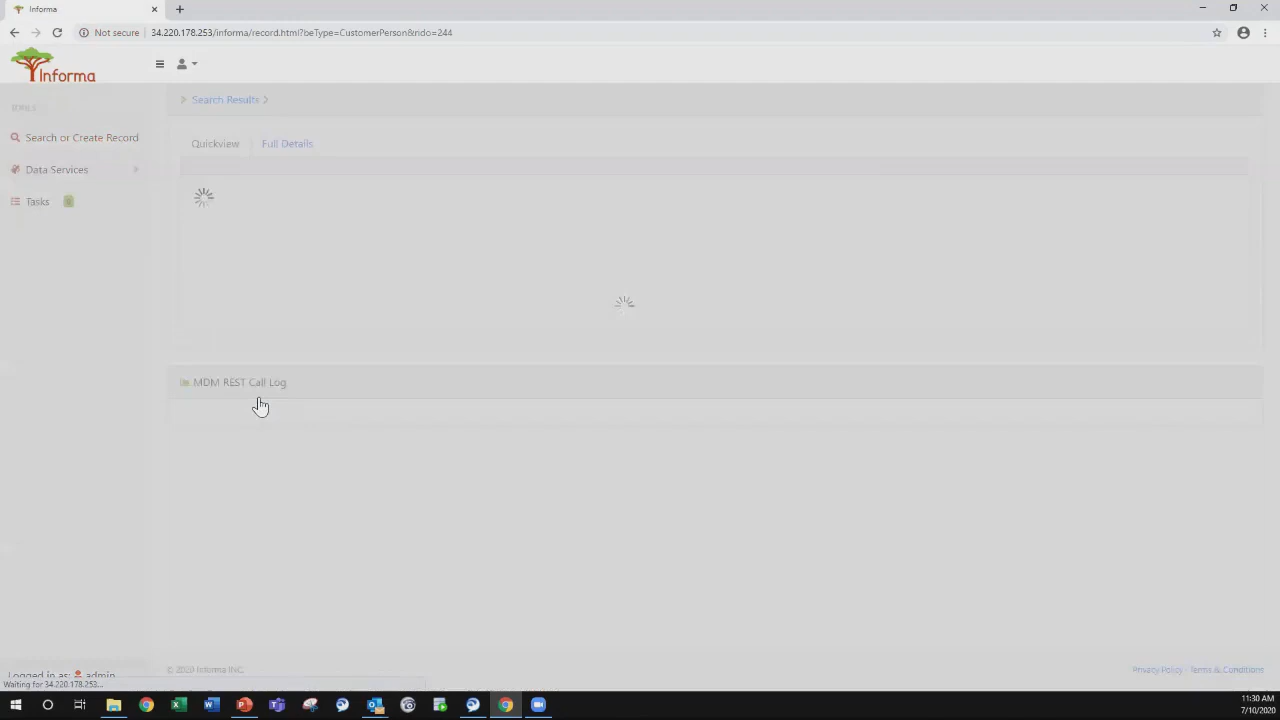 Informa
Not secure
34.220.178.253/informa/record.html?beType=CustomerPerson&rido=244
Informa
Search Results
Quickview
Full Details
Search or Create Record
Data Services
Tasks
MDM REST Call Log
Logged in as: admin
© 2020 Informa INC.
Privacy Policy · Terms & Conditions
Waiting for 34.220.178.253...
11:30 AM
7/10/2020